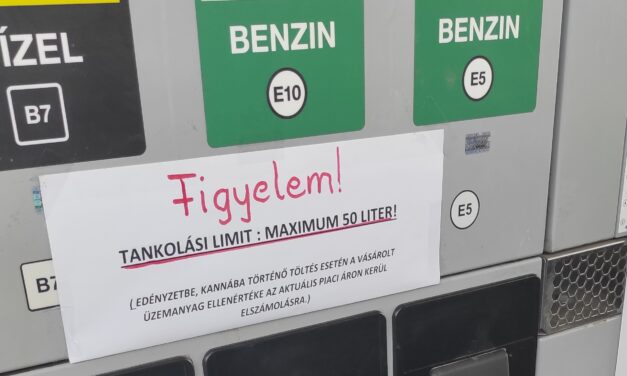 ÍZEL
BENZIN
BENZIN
B7
E10
E5
Figyelem!
TANKOLÁSI LIMIT : MAXIMUM 50 LITER!
( EDÉNYZETBE, KANNÁBA TÖRTÉNŐ TÖLTÉS ESETÉN A VÁSÁROLT
ÜZEMANYAG ELLENÉRTÉKE AZ AKTUÁLIS PIACI ÁRON KERÜL
ELSZÁMOLÁSRA.)
E5
B7